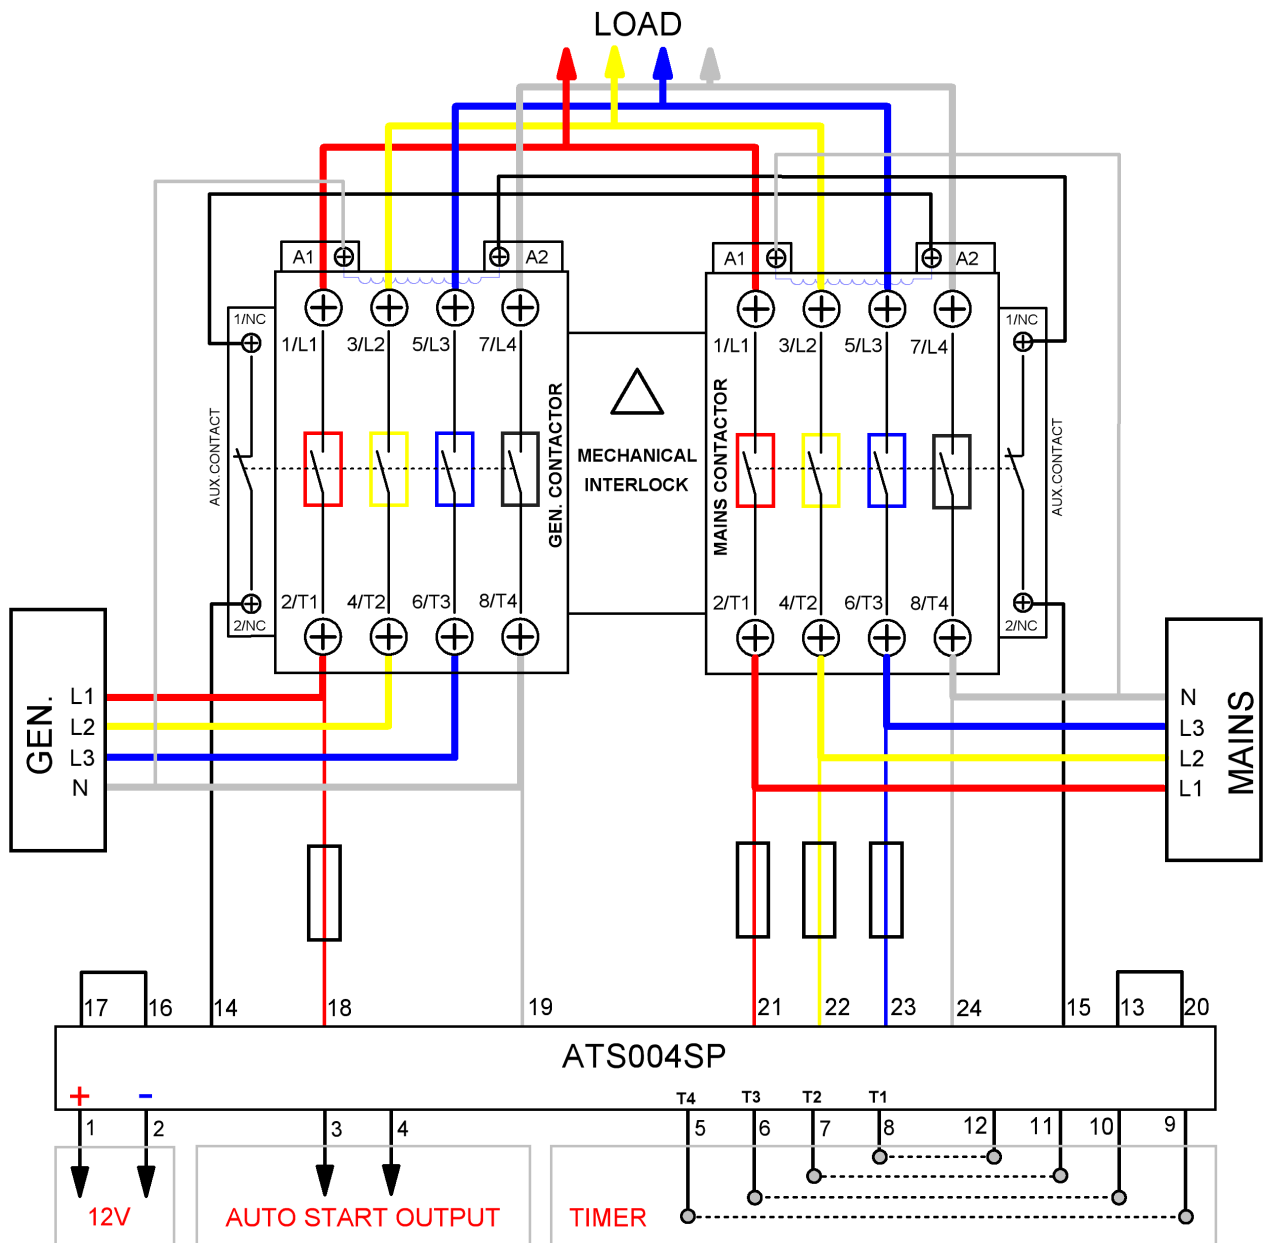 LOAD
A1 A2 A1 A2
1/NC 1/NC
1/L1 3/L2 5/L3 7/L4 1/L1 3/L2 5/L3 7/L4
AUX.CONTACT
GEN. CONTACTOR
MECHANICAL
INTERLOCK
MAINS CONTACTOR
AUX.CONTACT
2/T1 4/T2 6/T3 8/T4 2/T1 4/T2 6/T3 8/T4
2/NC 2/NC
GEN.
L1
L2
L3
N
MAINS
N
L3
L2
L1
17 16 14 18 19 21 22 23 24 15 13 20
ATS004SP
+ - T4 T3 T2 T1
1 2 3 4 5 6 7 8 12 11 10 9
12V AUTO START OUTPUT TIMER